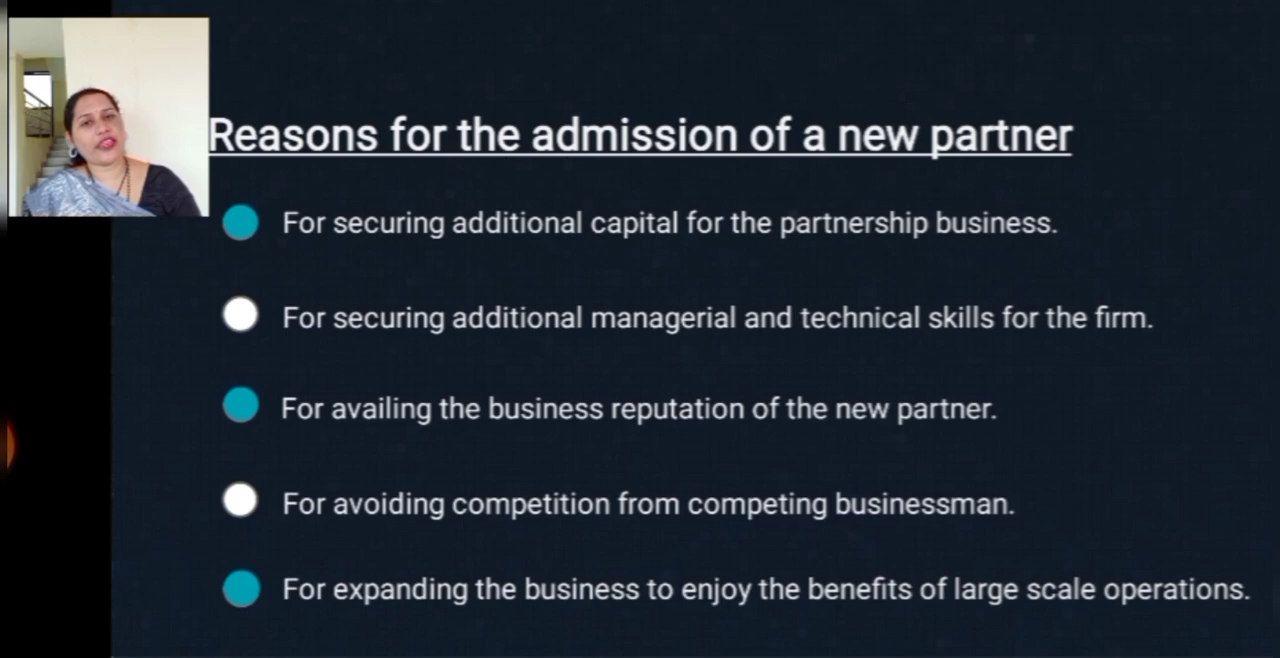 Reasons for the admission of a new partner
For securing additional capital for the partnership business.
For securing additional managerial and technical skills for the firm.
For availing the business reputation of the new partner.
For avoiding competition from competing businessman.
For expanding the business to enjoy the benefits of large scale operations.